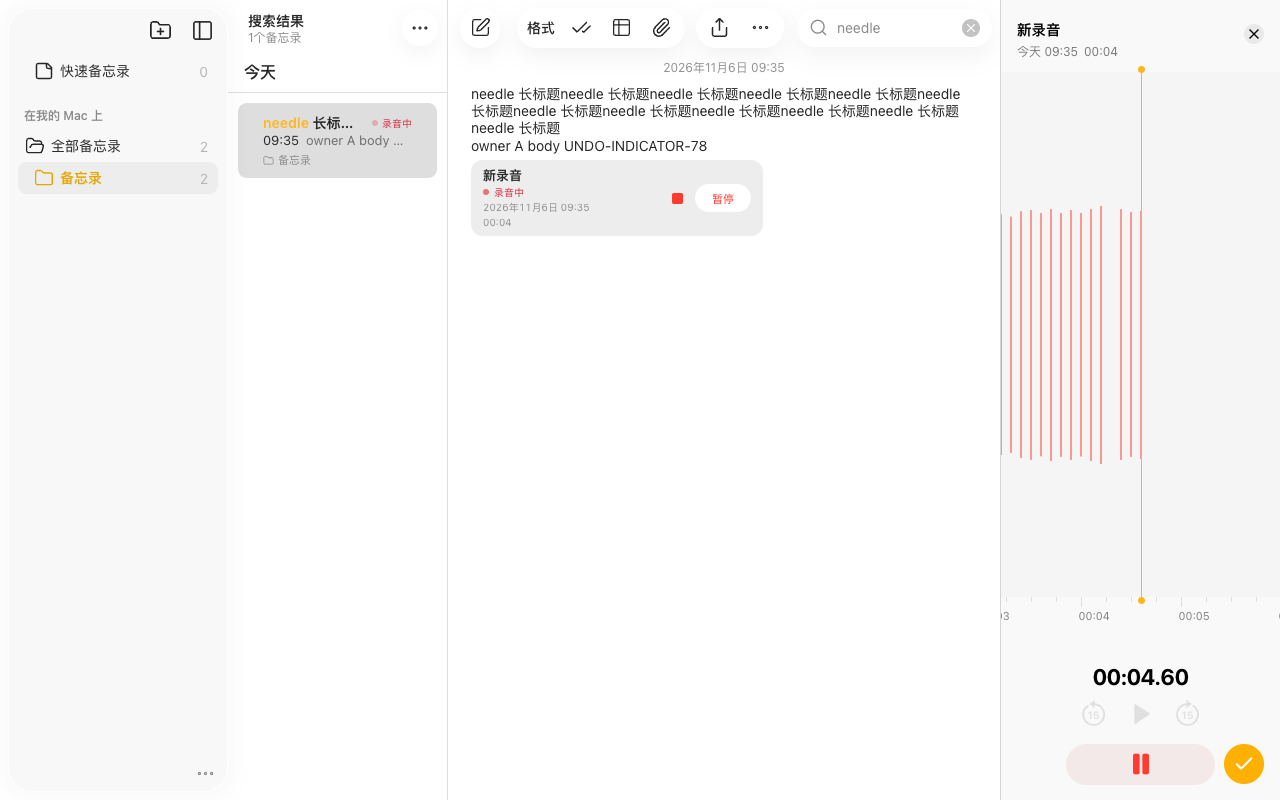 快速备忘录 0
在我的 Mac 上
全部备忘录 2
备忘录 2
搜索结果
1个备忘录
今天
needle 长标... 录音中
09:35 owner A body ...
备忘录
格式
needle
2026年11月6日 09:35
needle 长标题needle 长标题needle 长标题needle 长标题needle 长标题needle
长标题needle 长标题needle 长标题needle 长标题needle 长标题needle 长标题
needle 长标题
owner A body UNDO-INDICATOR-78
新录音
录音中
2026年11月6日 09:35
00:04
暂停
新录音
今天 09:35 00:04
00:04 00:05
00:04.60
15 15